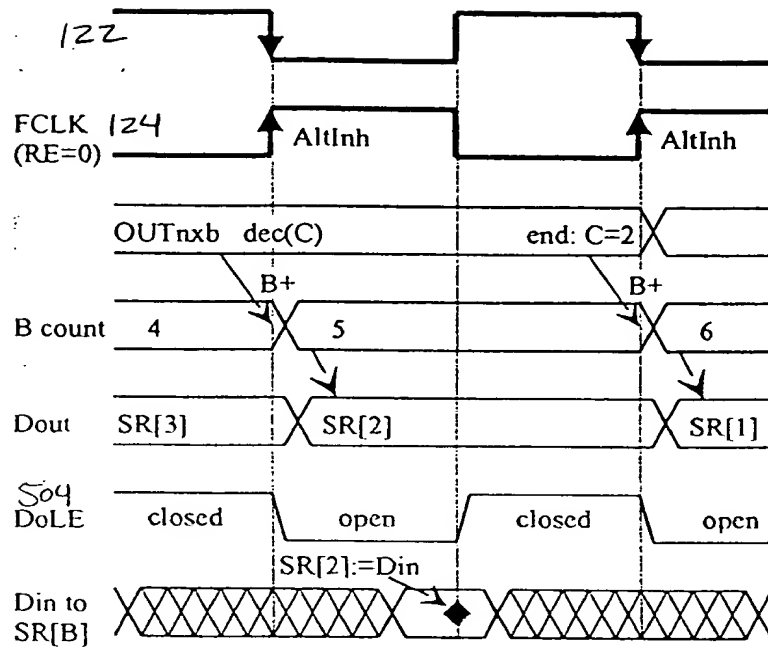 122
FCLK 124
(RE=0)
AltInh
AltInh
OUTnxb dec(C)
end: C=2
B+
B+
B count
4
5
6
Dout
SR[3]
SR[2]
SR[1]
504
DoLE
closed
open
closed
open
SR[2]:=Din
Din to
SR[B]